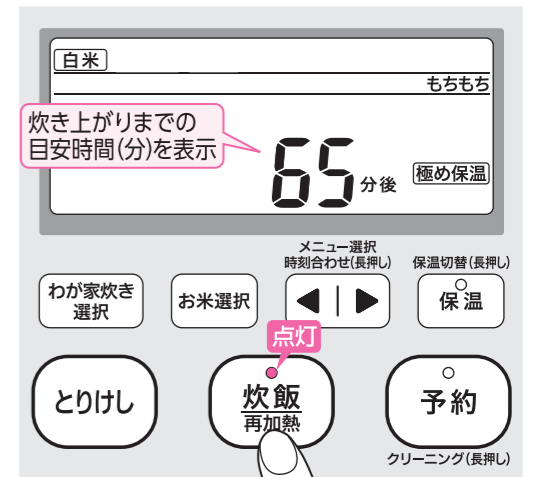 白米
もちもち
炊き上がりまでの
目安時間(分)を表示
65分後
極め保温
メニュー選択
時刻合わせ(長押し)
保温切替(長押し)
わが家炊き
選択
お米選択
保温
点灯
とりけし
炊飯
再加熱
予約
クリーニング(長押し)